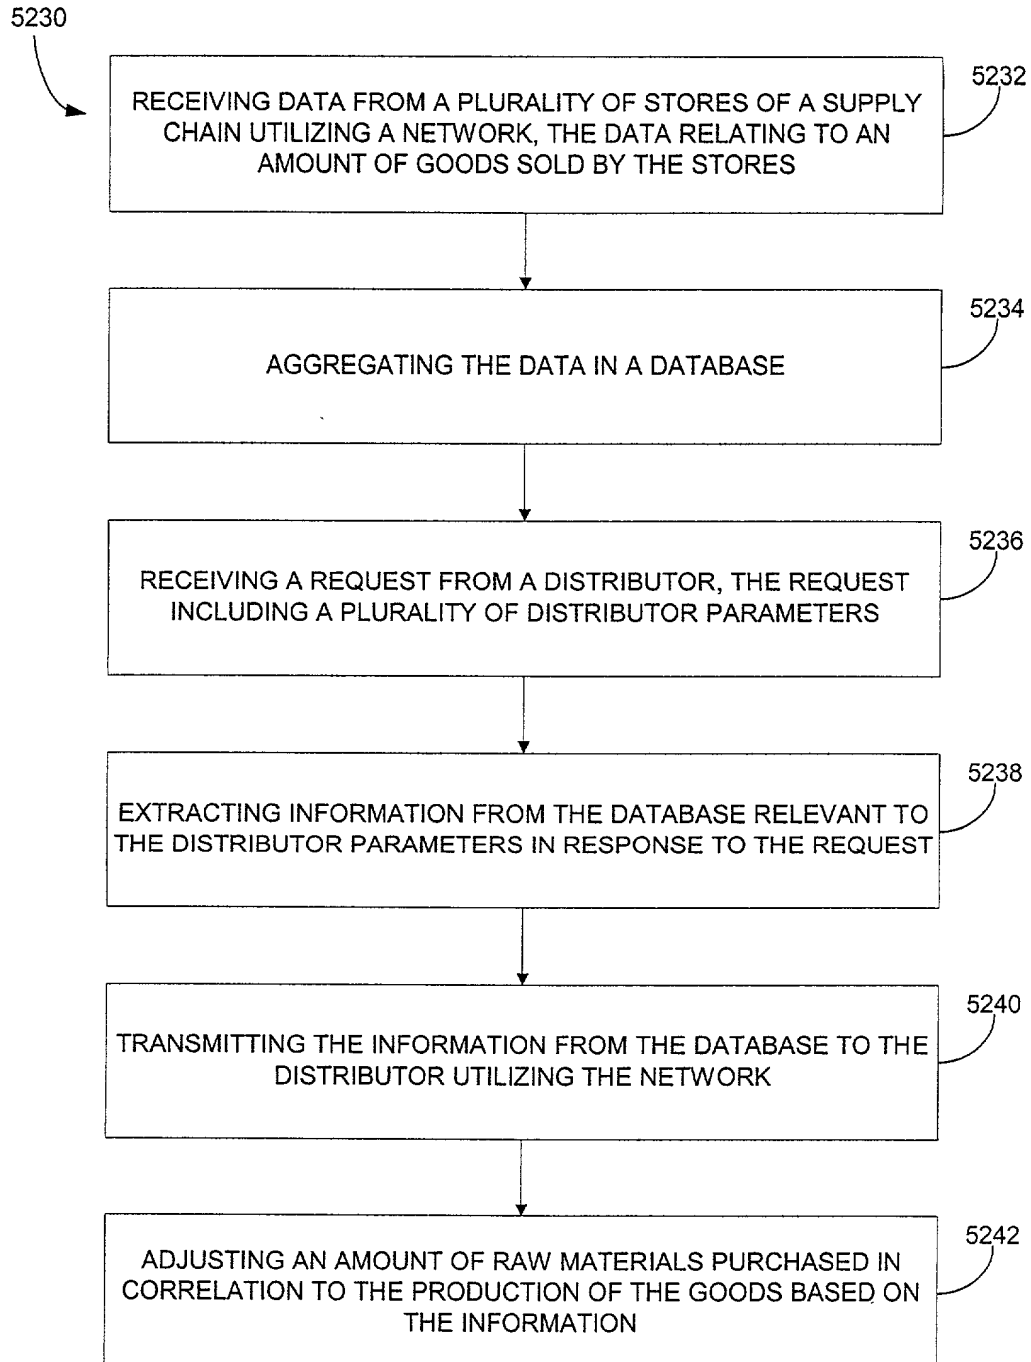 5230
5232
RECEIVING DATA FROM A PLURALITY OF STORES OF A SUPPLY
CHAIN UTILIZING A NETWORK, THE DATA RELATING TO AN
AMOUNT OF GOODS SOLD BY THE STORES
5234
AGGREGATING THE DATA IN A DATABASE
5236
RECEIVING A REQUEST FROM A DISTRIBUTOR, THE REQUEST
INCLUDING A PLURALITY OF DISTRIBUTOR PARAMETERS
5238
EXTRACTING INFORMATION FROM THE DATABASE RELEVANT TO
THE DISTRIBUTOR PARAMETERS IN RESPONSE TO THE REQUEST
5240
TRANSMITTING THE INFORMATION FROM THE DATABASE TO THE
DISTRIBUTOR UTILIZING THE NETWORK
5242
ADJUSTING AN AMOUNT OF RAW MATERIALS PURCHASED IN
CORRELATION TO THE PRODUCTION OF THE GOODS BASED ON
THE INFORMATION